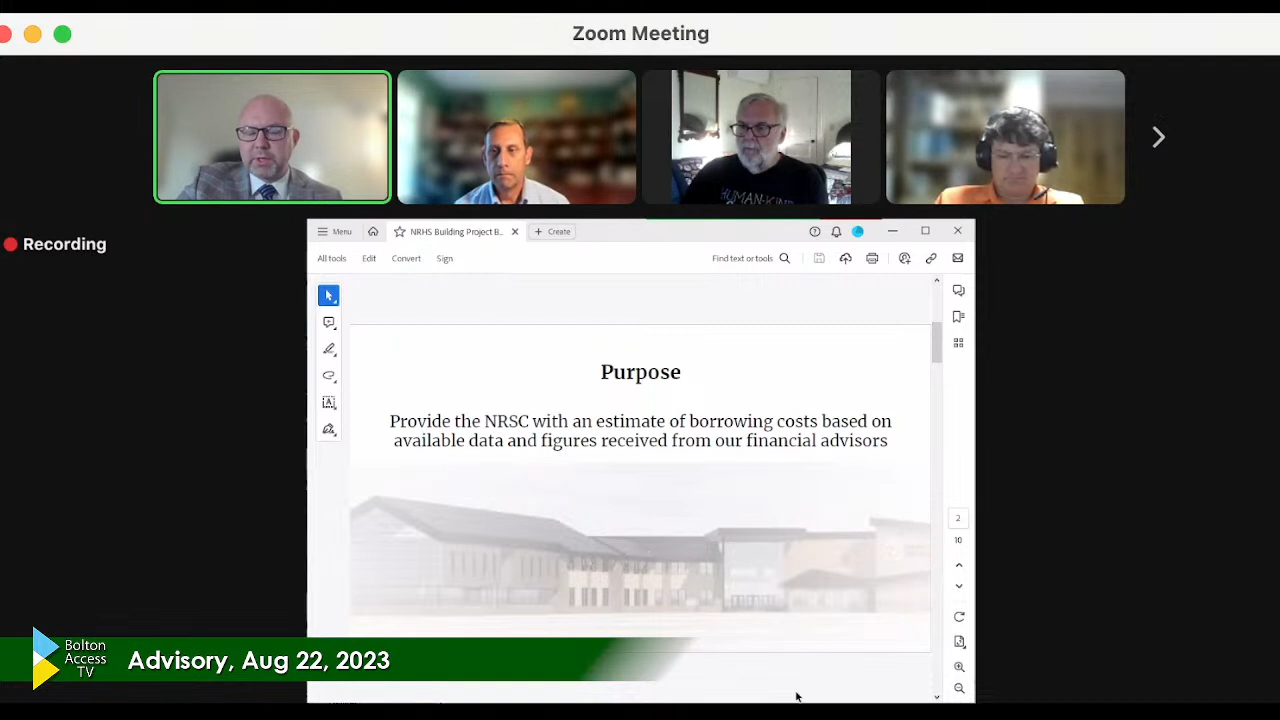 Zoom Meeting
HUMAN-KIND
Recording
Menu
NRHS Building Project B...
Create
All tools
Edit
Convert
Sign
Find text or tools
Purpose
Provide the NRSC with an estimate of borrowing costs based on
available data and figures received from our financial advisors
2
10
Bolton
Access
TV
Advisory, Aug 22, 2023